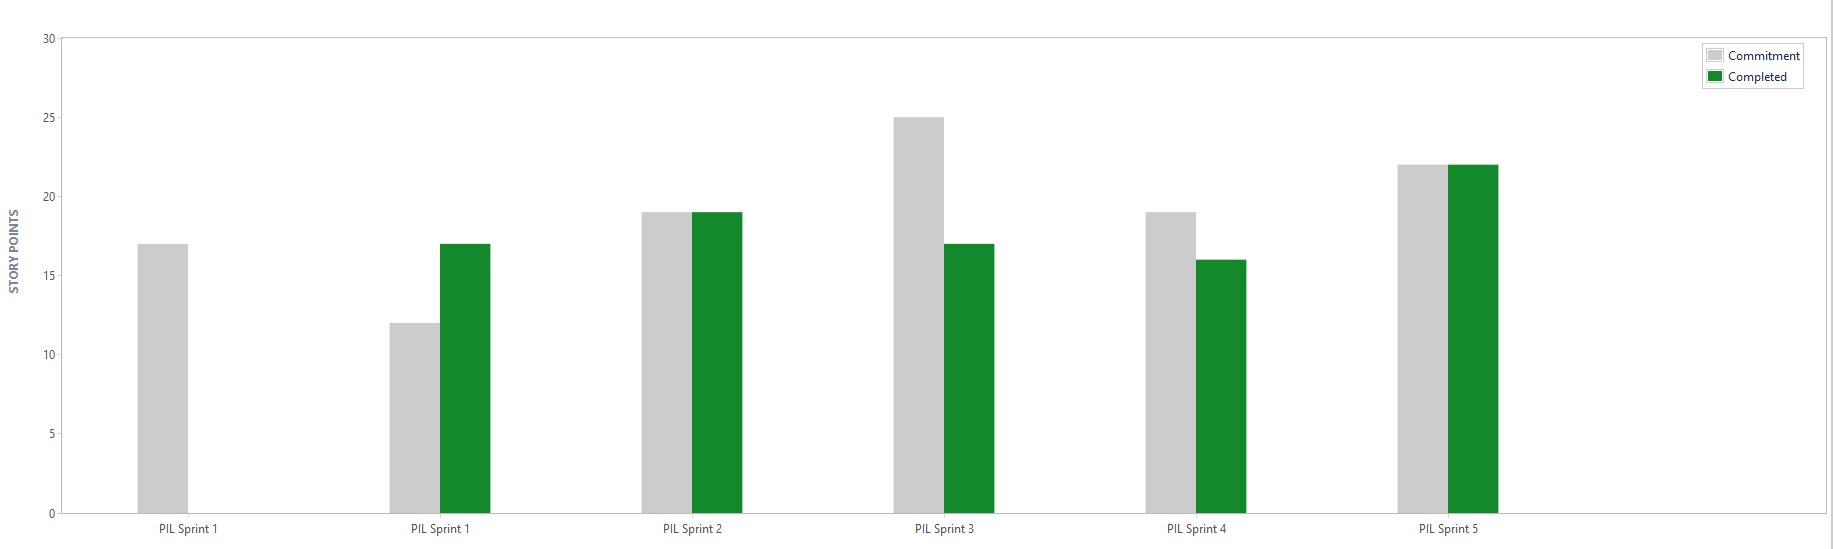 30
Commitment
Completed
25
20
STORY POINTS
15
10
5
0
PIL Sprint 1
PIL Sprint 1
PIL Sprint 2
PIL Sprint 3
PIL Sprint 4
PIL Sprint 5